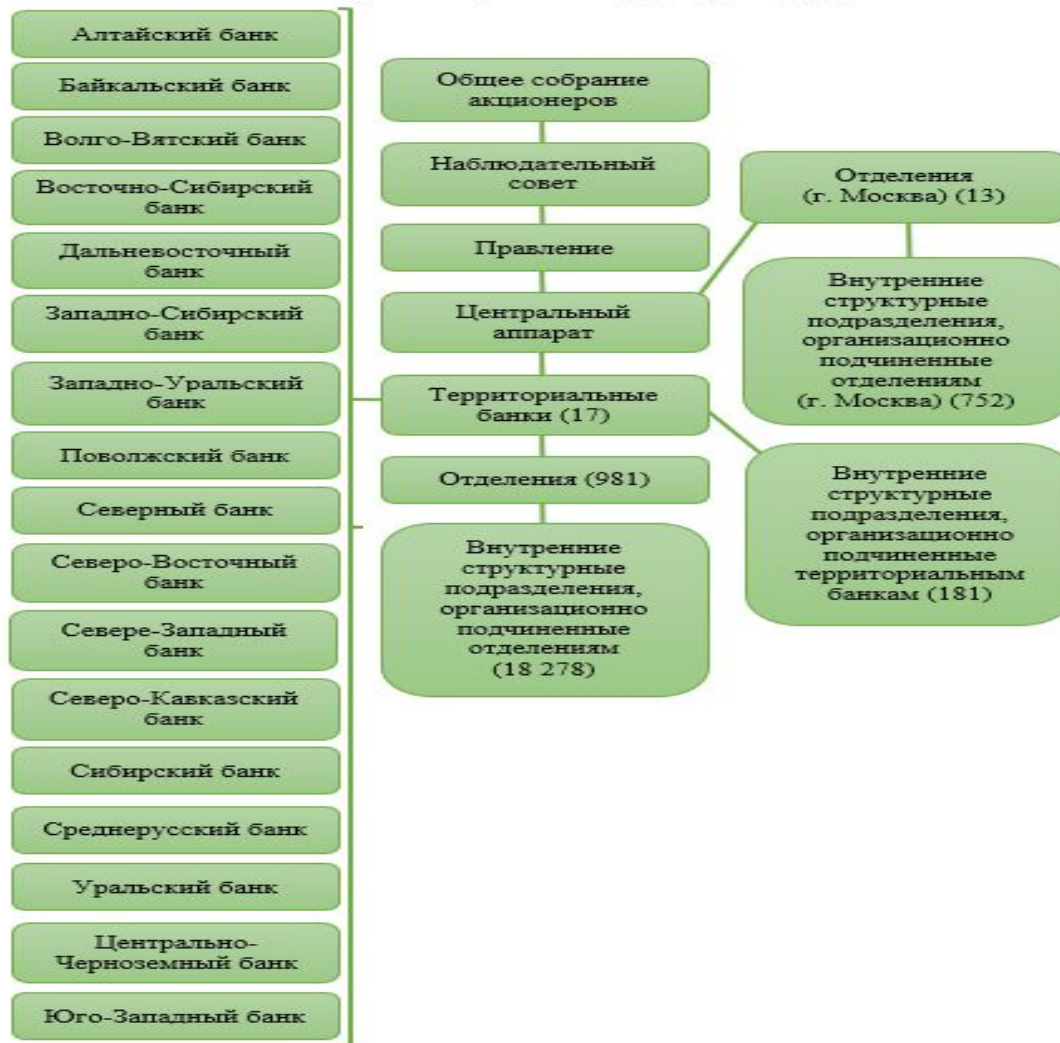 Алтайский банк
Байкальский банк
Волго-Вятский банк
Восточно-Сибирский
банк
Дальневосточный
банк
Западно-Сибирский
банк
Западно-Уральский
банк
Поволжский банк
Северный банк
Северо-Восточный
банк
Севере-Западный
банк
Северо-Кавказский
банк
Сибирский банк
Среднерусский банк
Уральский банк
Центрально-
Черноземный банк
Юго-Западный банк
Общее собрание
акционеров
Наблюдательный
совет
Правление
Центральный
аппарат
Территориальные
банки (17)
Отделения (981)
Внутренние
структурные
подразделения,
организационно
подчиненные
отделениям
(18 278)
Отделения
(г. Москва) (13)
Внутренние
структурные
подразделения,
организационно
подчиненные
отделениям
(г. Москва) (752)
Внутренние
структурные
подразделения,
организационно
подчиненные
территориальным
банкам (181)